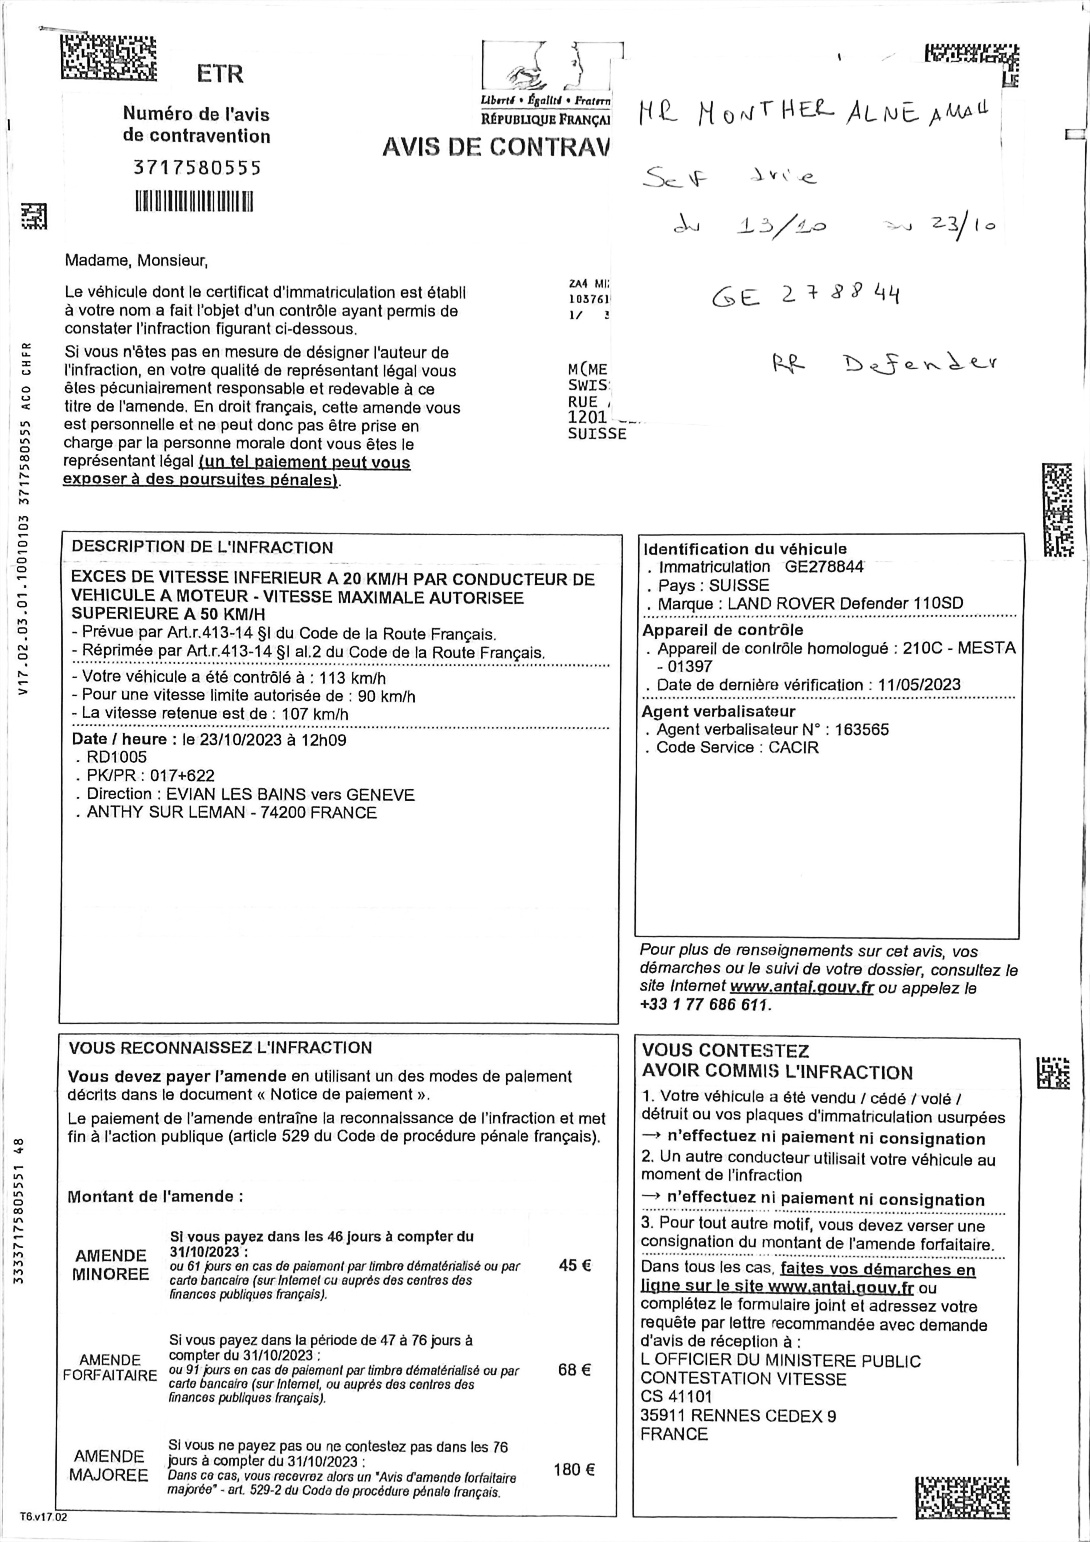 ETR
Numéro de l'avis
de contravention
3717580555
Liberté • Égalité • Fratern
RÉPUBLIQUE FRANÇAI
AVIS DE CONTRAV
MR MONTHER
du 13/10 au 23/10
GE 278844
RR Defender
Madame, Monsieur,
Le véhicule dont le certificat d'immatriculation est établi
à votre nom a fait l'objet d'un contrôle ayant permis de
constater l'infraction figurant ci-dessous.
Si vous n'êtes pas en mesure de désigner l'auteur de
l'infraction, en votre qualité de représentant légal vous
êtes pécuniairement responsable et redevable à ce
titre de l'amende. En droit français, cette amende vous
est personnelle et ne peut donc pas être prise en
charge par la personne morale dont vous êtes le
représentant légal (un tel paiement peut vous
exposer à des poursuites pénales).
ZA4
103761
1/
M(ME
SWIS
RUE
1201
SUISSE
V17.02.03.01.10010103 3717580555 ACO CHFR
DESCRIPTION DE L'INFRACTION
EXCES DE VITESSE INFERIEUR A 20 KM/H PAR CONDUCTEUR DE
VEHICULE A MOTEUR - VITESSE MAXIMALE AUTORISEE
SUPERIEURE A 50 KM/H
- Prévue par Art.r.413-14 §I du Code de la Route Français.
- Réprimée par Art.r.413-14 §I al.2 du Code de la Route Français.
- Votre véhicule a été contrôlé à : 113 km/h
- Pour une vitesse limite autorisée de : 90 km/h
- La vitesse retenue est de : 107 km/h
Date / heure : le 23/10/2023 à 12h09
. RD1005
. PK/PR : 017+622
. Direction : EVIAN LES BAINS vers GENEVE
. ANTHY SUR LEMAN - 74200 FRANCE
Identification du véhicule
. Immatriculation GE278844
. Pays : SUISSE
. Marque : LAND ROVER Defender 110SD
Appareil de contrôle
. Appareil de contrôle homologué : 210C - MESTA
- 01397
. Date de dernière vérification : 11/05/2023
Agent verbalisateur
. Agent verbalisateur N° : 163565
. Code Service : CACIR
Pour plus de renseignements sur cet avis, vos
démarches ou le suivi de votre dossier, consultez le
site Internet www.antai.gouv.fr ou appelez le
+33 1 77 686 611.
VOUS RECONNAISSEZ L'INFRACTION
Vous devez payer l'amende en utilisant un des modes de paiement
décrits dans le document « Notice de paiement ».
Le paiement de l'amende entraîne la reconnaissance de l'infraction et met
fin à l'action publique (article 529 du Code de procédure pénale français).
Montant de l'amende :
AMENDE
MINOREE
Si vous payez dans les 46 jours à compter du
31/10/2023 :
ou 61 jours en cas de paiement par timbre dématérialisé ou par
carte bancaire (sur Internet ou auprés des centres des
finances publiques français).
45 €
AMENDE
FORFAITAIRE
Si vous payez dans la période de 47 à 76 jours à
compter du 31/10/2023 :
ou 91 jours en cas de paiement par timbre dématérialisé ou par
carte bancaire (sur Internet, ou auprés des centres des
finances publiques français).
68 €
AMENDE
MAJOREE
Si vous ne payez pas ou ne contestez pas dans les 76
jours à compter du 31/10/2023 :
Dans ce cas, vous recevrez alors un "Avis d'amende forfaitaire
majorée" - art. 529-2 du Code de procédure pénale français.
180 €
VOUS CONTESTEZ
AVOIR COMMIS L'INFRACTION
1. Votre véhicule a été vendu / cédé / volé /
détruit ou vos plaques d'immatriculation usurpées
→ n'effectuez ni paiement ni consignation
2. Un autre conducteur utilisait votre véhicule au
moment de l'infraction
→ n'effectuez ni paiement ni consignation
3. Pour tout autre motif, vous devez verser une
consignation du montant de l'amende forfaitaire.
Dans tous les cas, faites vos démarches en
ligne sur le site www.antai.gouv.fr ou
complétez le formulaire joint et adressez votre
requête par lettre recommandée avec demande
d'avis de réception à :
L OFFICIER DU MINISTERE PUBLIC
CONTESTATION VITESSE
CS 41101
35911 RENNES CEDEX 9
FRANCE
33337175805551 48
T6.v17.02